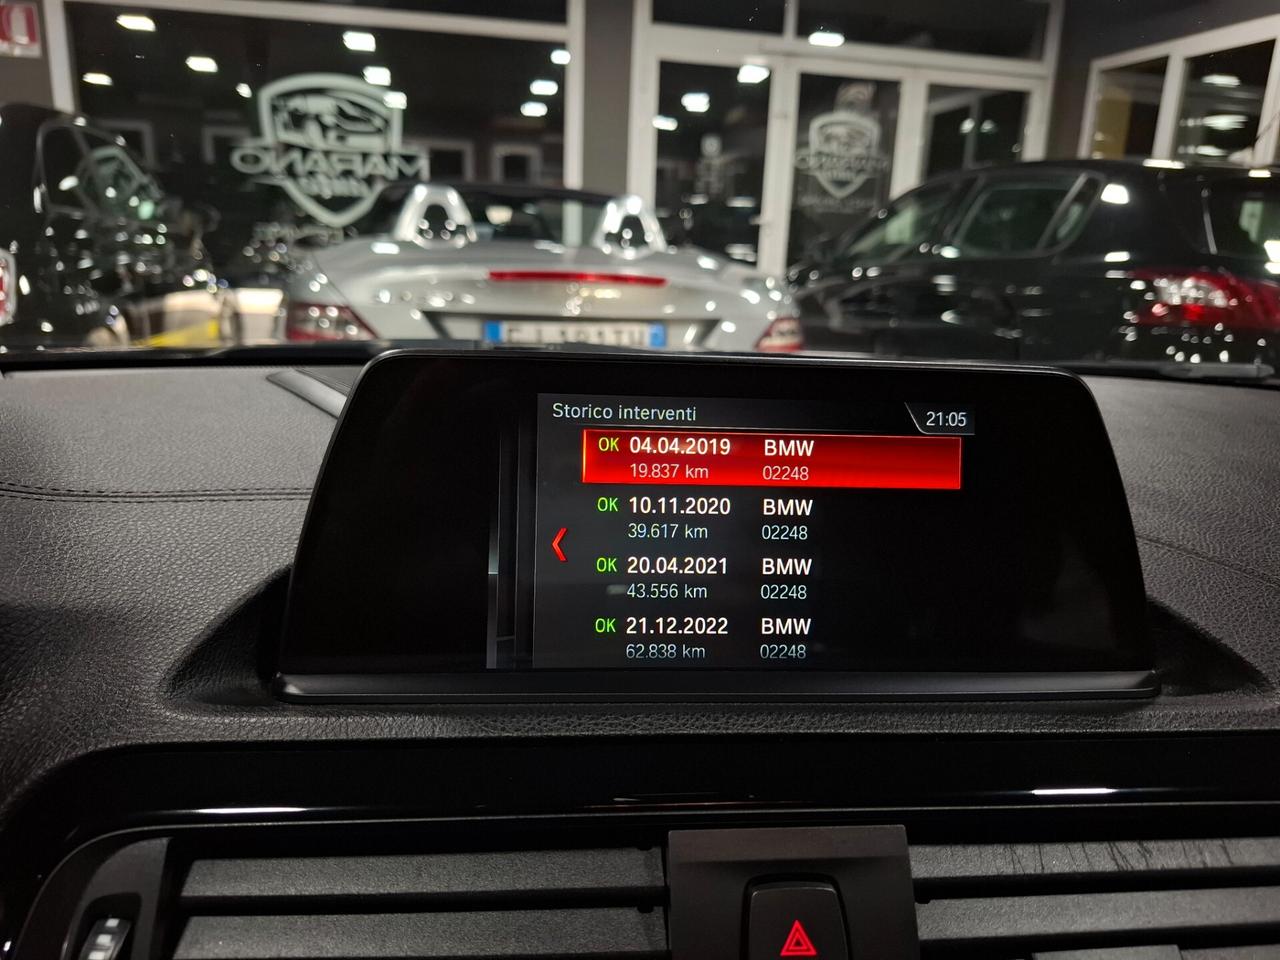 MARANO
MARANO
Storico interventi
21:05
OK 04.04.2019 BMW
19.837 km 02248
OK 10.11.2020 BMW
39.617 km 02248
OK 20.04.2021 BMW
43.556 km 02248
OK 21.12.2022 BMW
62.838 km 02248